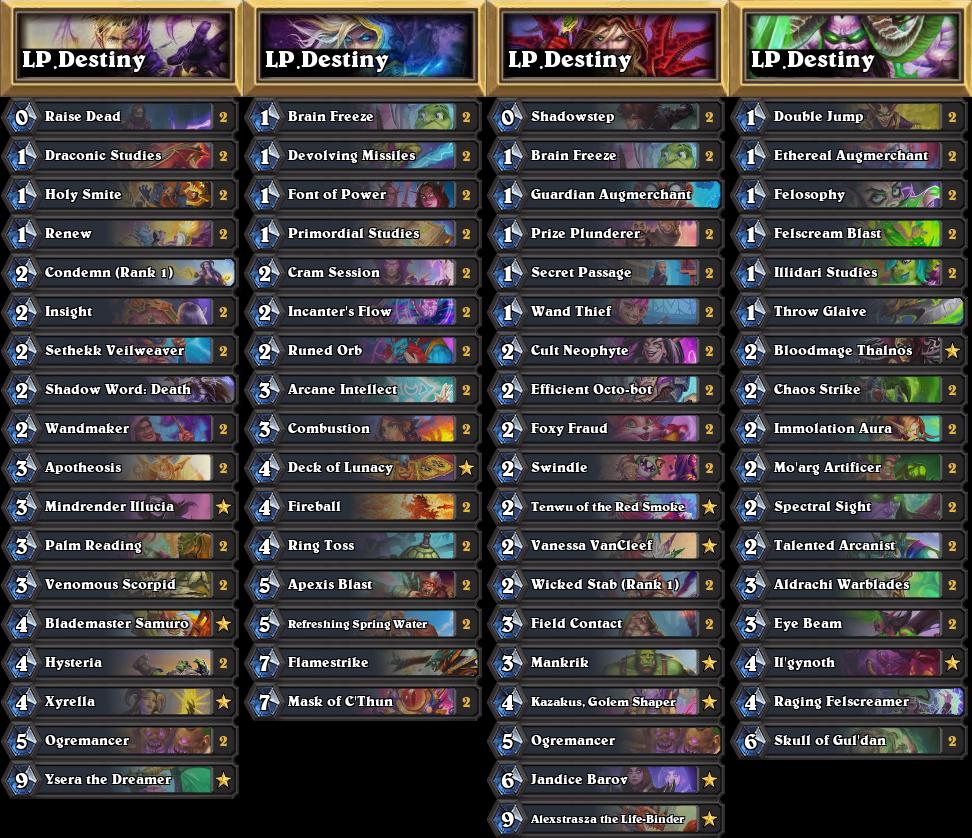 LP.Destiny
0 Raise Dead 2
1 Draconic Studies 2
1 Holy Smite 2
1 Renew 2
2 Condemn (Rank 1)
2 Insight 2
2 Sethekk Veilweaver 2
2 Shadow Word: Death
2 Wandmaker 2
3 Apotheosis 2
3 Mindrender Illucia
3 Palm Reading 2
3 Venomous Scorpid 2
4 Blademaster Samuro
4 Hysteria 2
4 Xyrella
5 Ogremancer 2
9 Ysera the Dreamer
LP.Destiny
1 Brain Freeze 2
1 Devolving Missiles 2
1 Font of Power 2
1 Primordial Studies 2
2 Cram Session 2
2 Incanter's Flow 2
2 Runed Orb 2
3 Arcane Intellect 2
3 Combustion 2
4 Deck of Lunacy
4 Fireball 2
4 Ring Toss 2
5 Apexis Blast 2
5 Refreshing Spring Water 2
7 Flamestrike
7 Mask of C'Thun 2
LP.Destiny
0 Shadowstep 2
1 Brain Freeze 2
1 Guardian Augmerchant
1 Prize Plunderer 2
1 Secret Passage 2
1 Wand Thief 2
2 Cult Neophyte 2
2 Efficient Octo-bot 2
2 Foxy Fraud 2
2 Swindle 2
2 Tenwu of the Red Smoke
2 Vanessa VanCleef
2 Wicked Stab (Rank 1) 2
3 Field Contact 2
3 Mankrik
4 Kazakus, Golem Shaper
5 Ogremancer
6 Jandice Barov
9 Alexstrasza the Life-Binder
LP.Destiny
1 Double Jump 2
1 Ethereal Augmerchant 2
1 Felosophy 2
1 Felscream Blast 2
1 Illidari Studies 2
1 Throw Glaive
2 Bloodmage Thalnos
2 Chaos Strike 2
2 Immolation Aura 2
2 Mo'arg Artificer 2
2 Spectral Sight 2
2 Talented Arcanist 2
3 Aldrachi Warblades 2
3 Eye Beam 2
4 Il'gynoth
4 Raging Felscreamer
6 Skull of Gul'dan 2